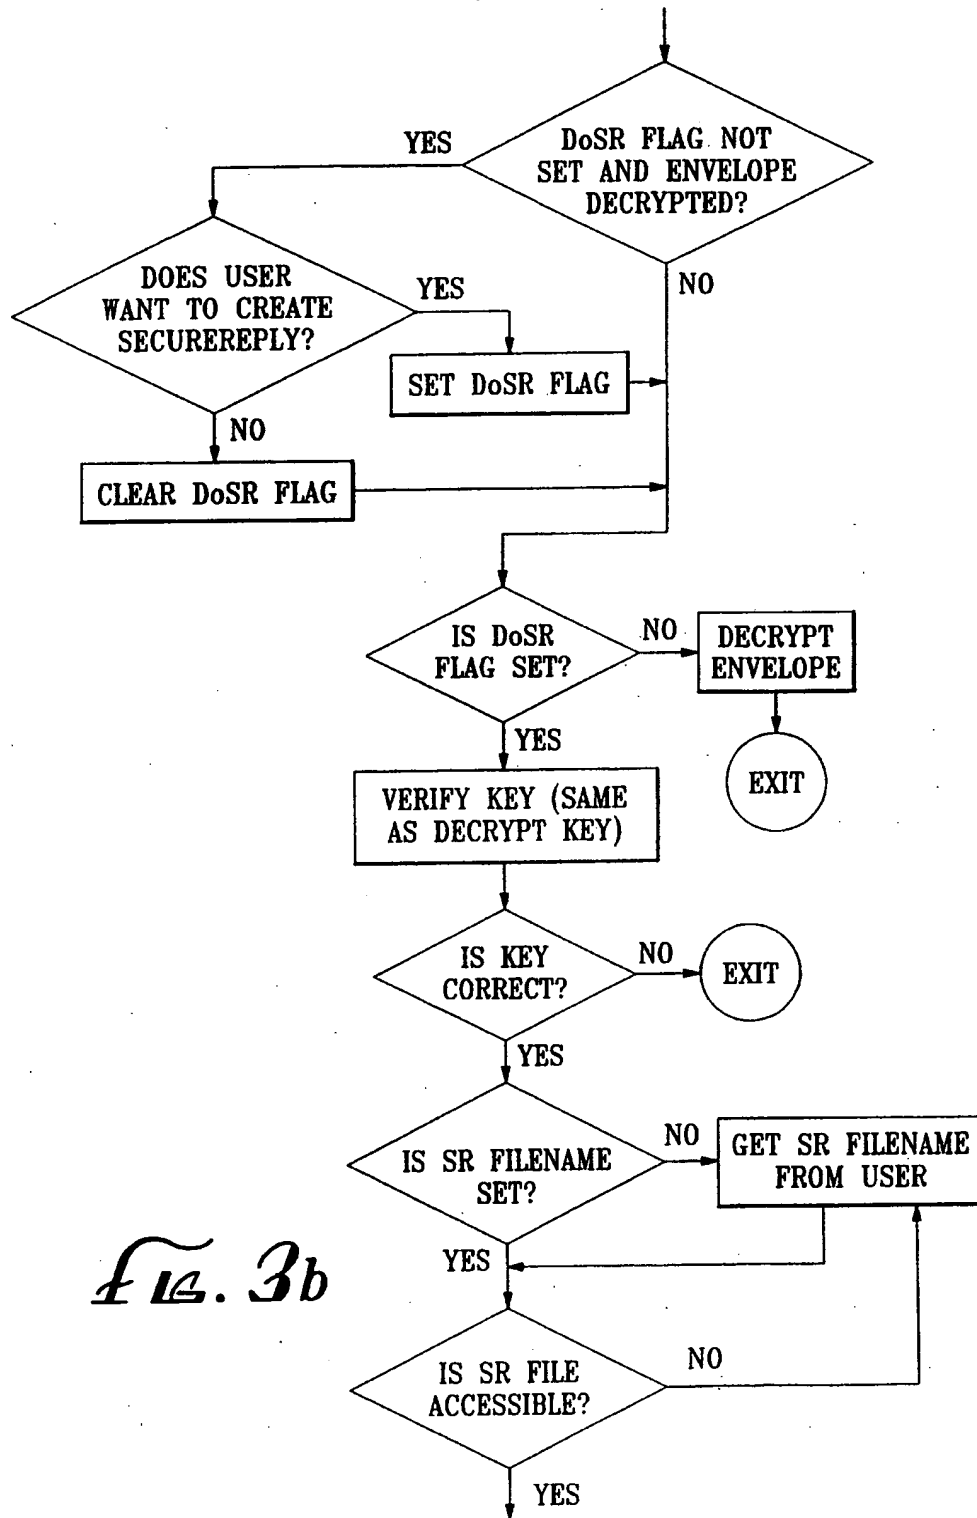 DoSR FLAG NOT
SET AND ENVELOPE
DECRYPTED?
YES
NO
DOES USER
WANT TO CREATE
SECUREREPLY?
YES
SET DoSR FLAG
NO
CLEAR DoSR FLAG
IS DoSR
FLAG SET?
NO
DECRYPT
ENVELOPE
EXIT
YES
VERIFY KEY (SAME
AS DECRYPT KEY)
IS KEY
CORRECT?
NO
EXIT
YES
IS SR FILENAME
SET?
NO
GET SR FILENAME
FROM USER
YES
FIG. 3b
IS SR FILE
ACCESSIBLE?
NO
YES